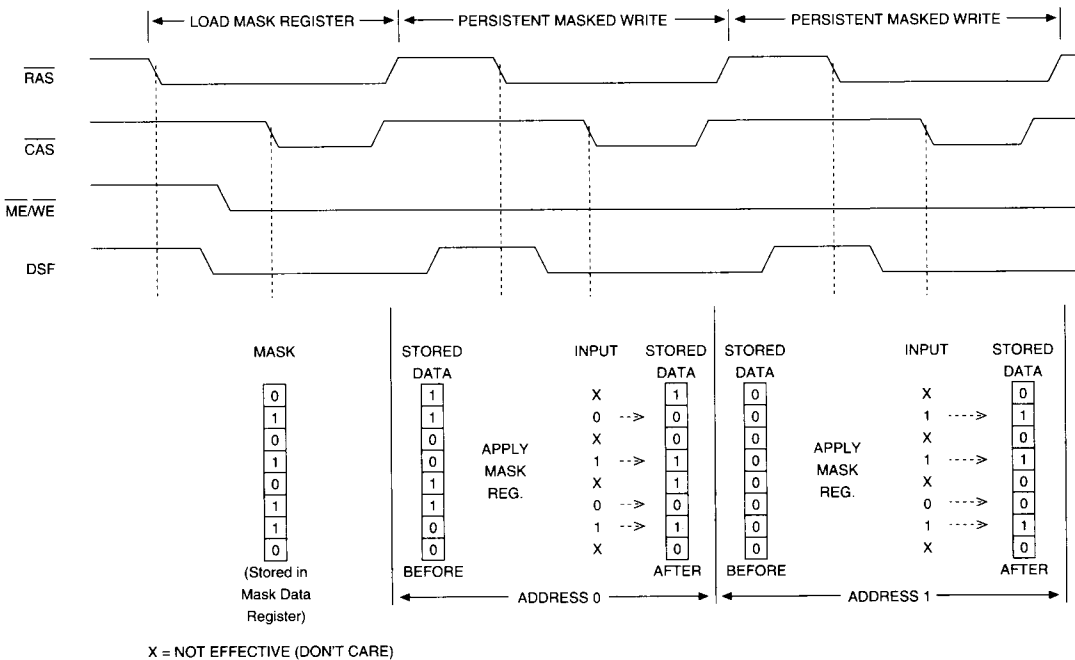 LOAD MASK REGISTER
PERSISTENT MASKED WRITE
PERSISTENT MASKED WRITE
RAS
CAS
ME/WE
DSF
MASK
STORED DATA
INPUT
STORED DATA
STORED DATA
INPUT
STORED DATA
0 1 1 X 1 0 X 0
1 1 0 0 0 1 1
0 0 X 0 0 X 0
1 0 1 1 0 1 1
0 1 X 1 0 X 0
1 1 0 0 0 0 0
1 0 1 1 0 1 1
0 0 X 0 0 X 0
APPLY
MASK
REG.
APPLY
MASK
REG.
(Stored in
Mask Data
Register)
BEFORE
AFTER
BEFORE
AFTER
ADDRESS 0
ADDRESS 1
X = NOT EFFECTIVE (DON'T CARE)